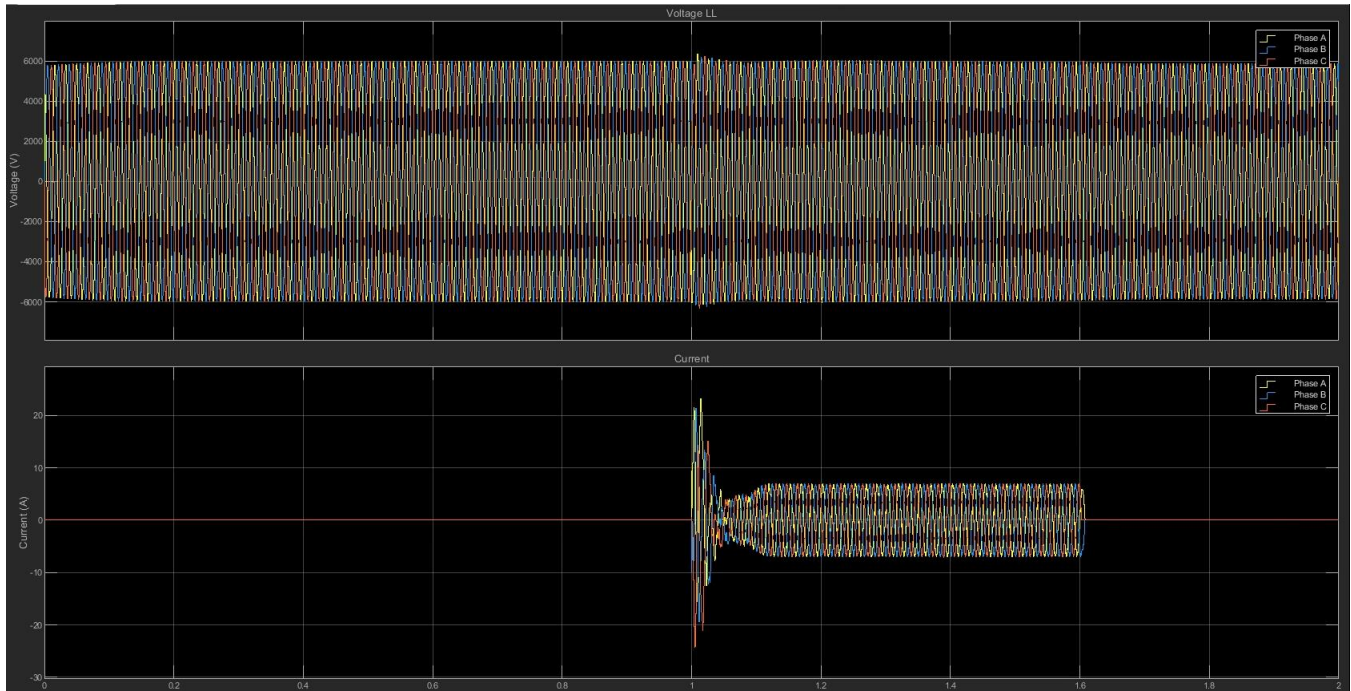 Voltage LL
Phase A
Phase B
Phase C
6000
4000
2000
0
-2000
-4000
-6000
Voltage (V)
Current
Phase A
Phase B
Phase C
20
10
0
-10
-20
-30
Current (A)
0
0.2
0.4
0.6
0.8
1
1.2
1.4
1.6
1.8
2